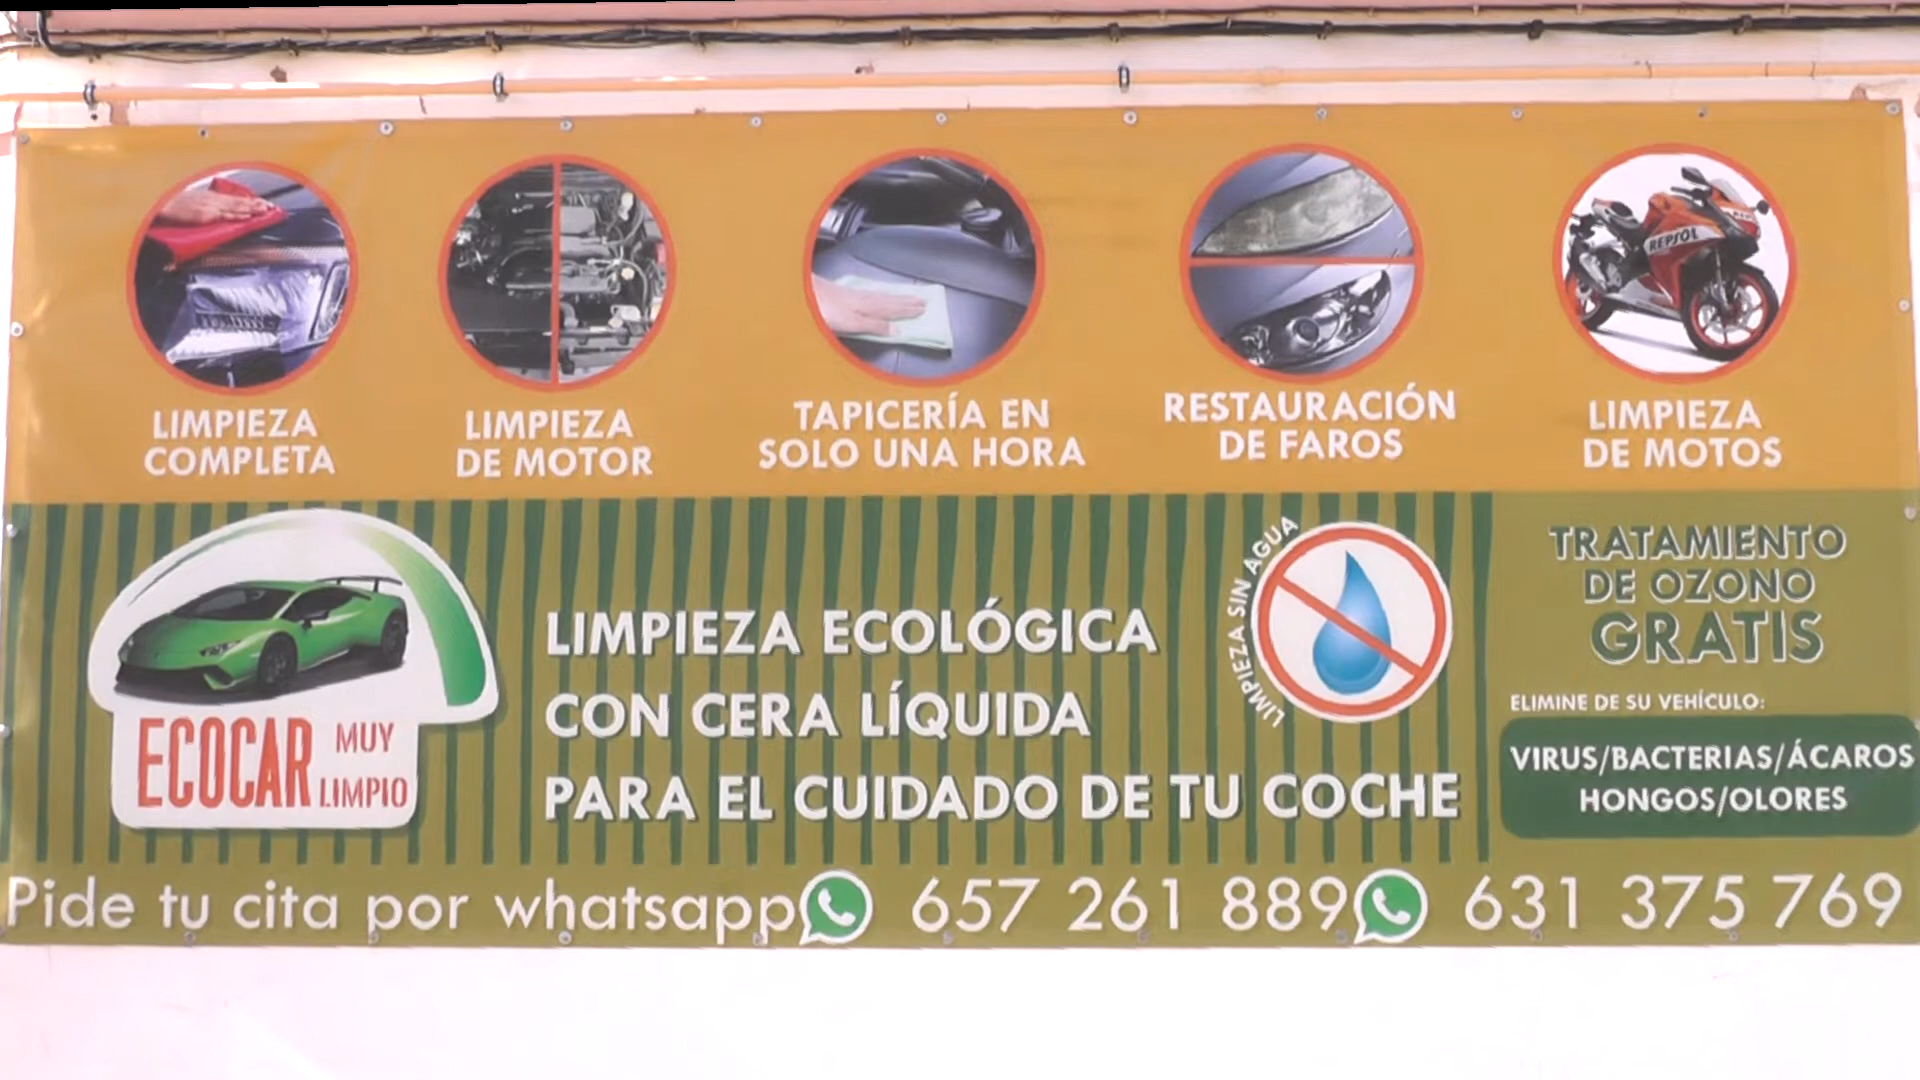 REPSOL
LIMPIEZA
COMPLETA
LIMPIEZA
DE MOTOR
TAPICERÍA EN
SOLO UNA HORA
RESTAURACIÓN
DE FAROS
LIMPIEZA
DE MOTOS
ECOCAR MUY
LIMPIO
LIMPIEZA ECOLÓGICA
CON CERA LÍQUIDA
PARA EL CUIDADO DE TU COCHE
LIMPIEZA SIN AGUA
TRATAMIENTO
DE OZONO
GRATIS
ELIMINE DE SU VEHÍCULO:
VIRUS/BACTERIAS/ÁCAROS
HONGOS/OLORES
Pide tu cita por whatsapp 657 261 889 631 375 769